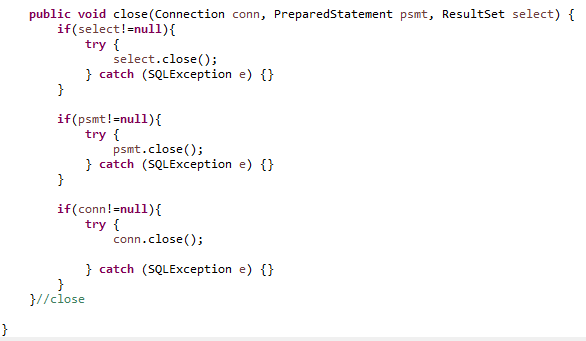 public void close(Connection conn, PreparedStatement psmt, ResultSet select) {
if(select!=null){
try {
select.close();
} catch (SQLException e) {}
}
if(psmt!=null){
try {
psmt.close();
} catch (SQLException e) {}
}
if(conn!=null){
try {
conn.close();
} catch (SQLException e) {}
}
}//close
}